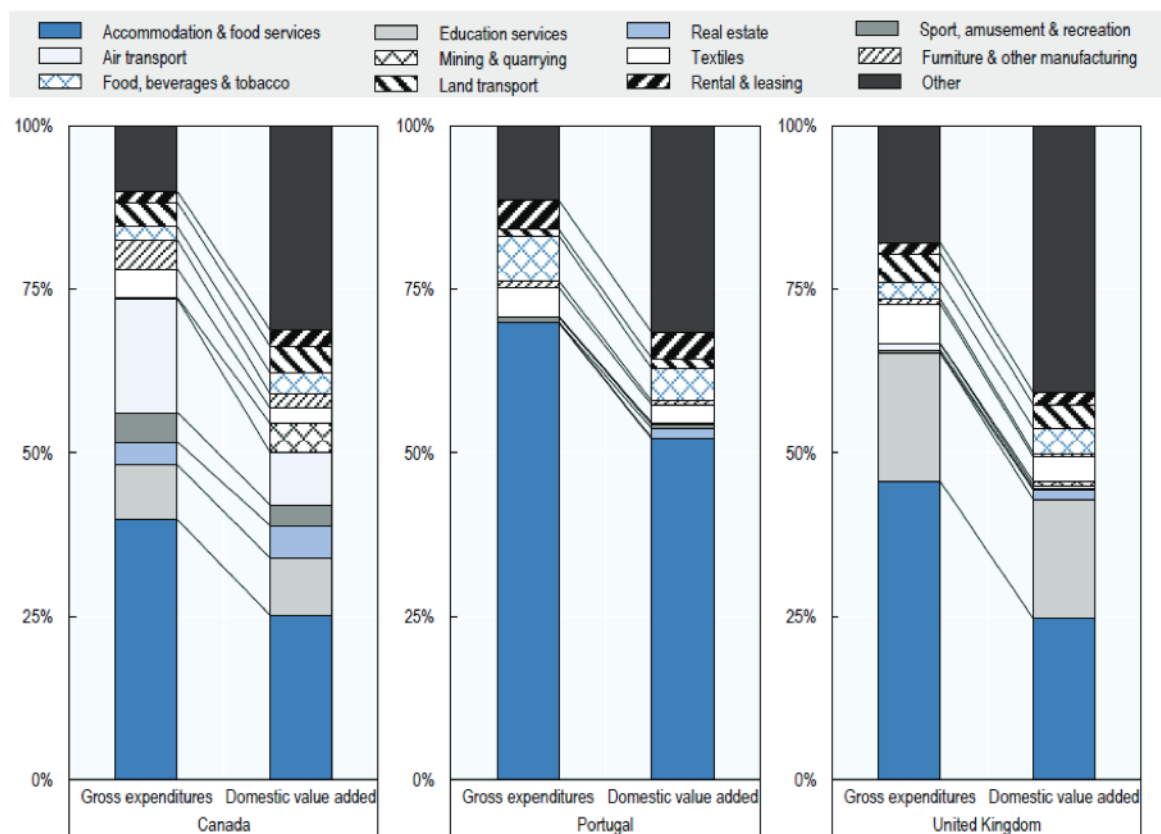 Accommodation & food services
Education services
Real estate
Sport, amusement & recreation
Air transport
Mining & quarrying
Textiles
Furniture & other manufacturing
Food, beverages & tobacco
Land transport
Rental & leasing
Other
100%
75%
50%
25%
0%
Gross expenditures
Domestic value added
Canada
100%
75%
50%
25%
0%
Gross expenditures
Domestic value added
Portugal
100%
75%
50%
25%
0%
Gross expenditures
Domestic value added
United Kingdom